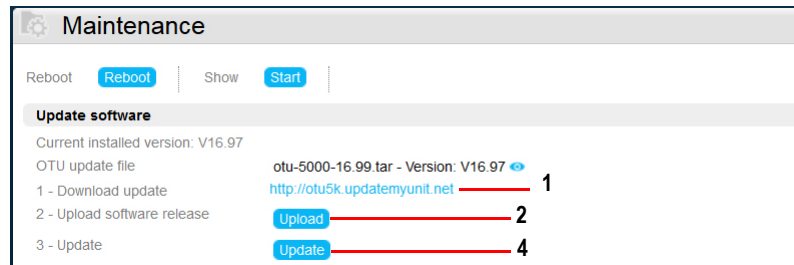 Maintenance
Reboot Reboot Show Start
Update software
Current installed version: V16.97
OTU update file otu-5000-16.99.tar - Version: V16.97
1 - Download update http://otu5k.updatemyunit.net 1
2 - Upload software release Upload 2
3 - Update Update 4